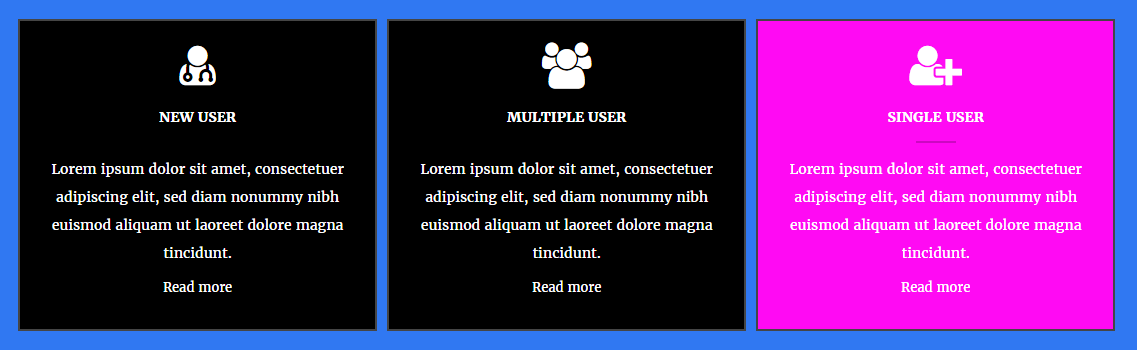 NEW USER
Lorem ipsum dolor sit amet, consectetuer
adipiscing elit, sed diam nonummy nibh
euismod aliquam ut laoreet dolore magna
tincidunt.
Read more
MULTIPLE USER
Lorem ipsum dolor sit amet, consectetuer
adipiscing elit, sed diam nonummy nibh
euismod aliquam ut laoreet dolore magna
tincidunt.
Read more
SINGLE USER
Lorem ipsum dolor sit amet, consectetuer
adipiscing elit, sed diam nonummy nibh
euismod aliquam ut laoreet dolore magna
tincidunt.
Read more